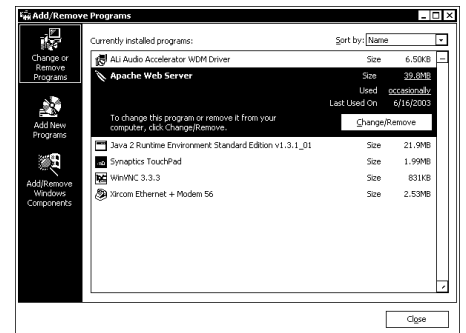 Add/Remove Programs
Change or
Remove
Programs
Add New
Programs
Add/Remove
Windows
Components
Currently installed programs:
Sort by: Name
ALi Audio Accelerator WDM Driver Size 6.50KB
Apache Web Server Size 39.8MB
Used occasionally
Last Used On 6/16/2003
To change this program or remove it from your
computer, click Change/Remove.
Change/Remove
Java 2 Runtime Environment Standard Edition v1.3.1_01 Size 21.9MB
Synaptics TouchPad Size 1.99MB
WinVNC 3.3.3 Size 831KB
Xircom Ethernet + Modem 56 Size 2.53MB
Close